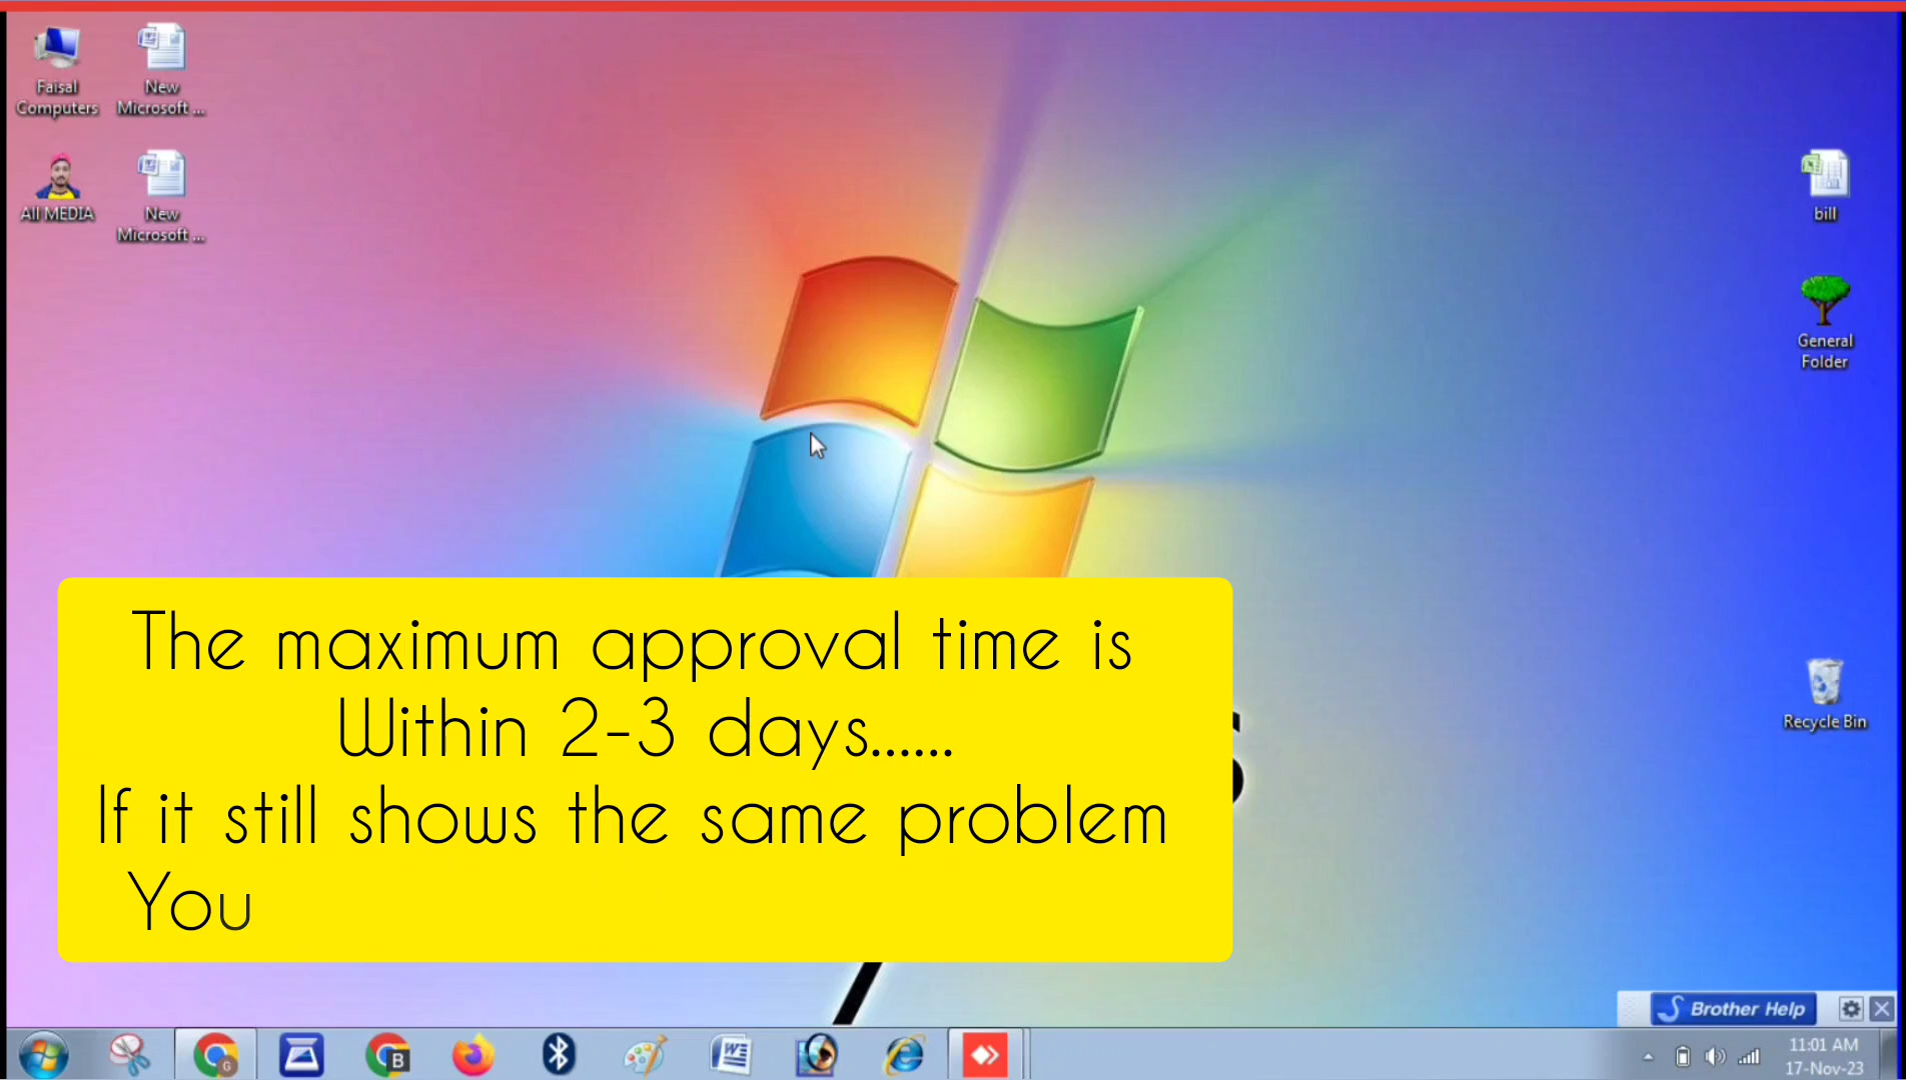 Faisal
Computers
New
Microsoft ...
All MEDIA
New
Microsoft ...
bill
General
Folder
The maximum approval time is
Within 2-3 days......
If it still shows the same problem
You
Recycle Bin
Brother Help
B
11:01 AM
17-Nov-23